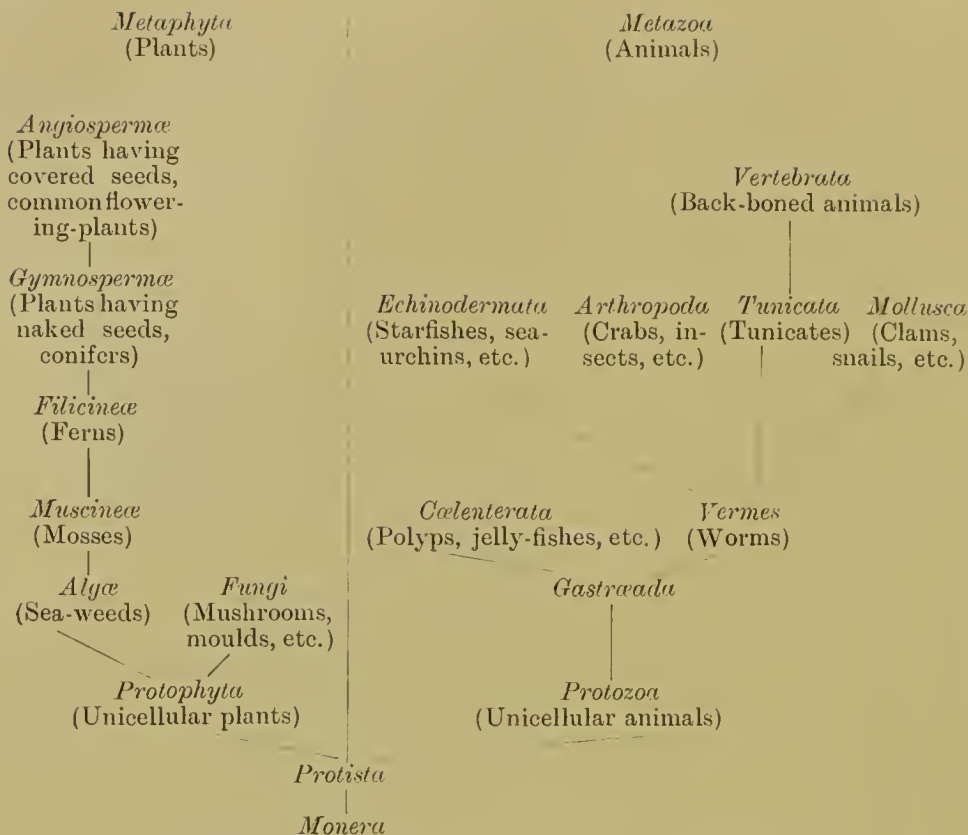 Metaphyta
(Plants)
Metazoa
(Animals)
Angiospermæ
(Plants having
covered seeds,
common flower-
ing-plants)
Vertebrata
(Back-boned animals)
Gymnospermæ
(Plants having
naked seeds,
conifers)
Echinodermata
(Starfishes, sea-
urchins, etc.)
Arthropoda
(Crabs, in-
sects, etc.)
Tunicata
(Tunicates)
Mollusca
(Clams,
snails, etc.)
Filicineæ
(Ferns)
Muscineæ
(Mosses)
Cœlenterata
(Polyps, jelly-fishes, etc.)
Vermes
(Worms)
Algæ
(Sea-weeds)
Fungi
(Mushrooms,
moulds, etc.)
Gastræada
Protophyta
(Unicellular plants)
Protozoa
(Unicellular animals)
Protista
Monera